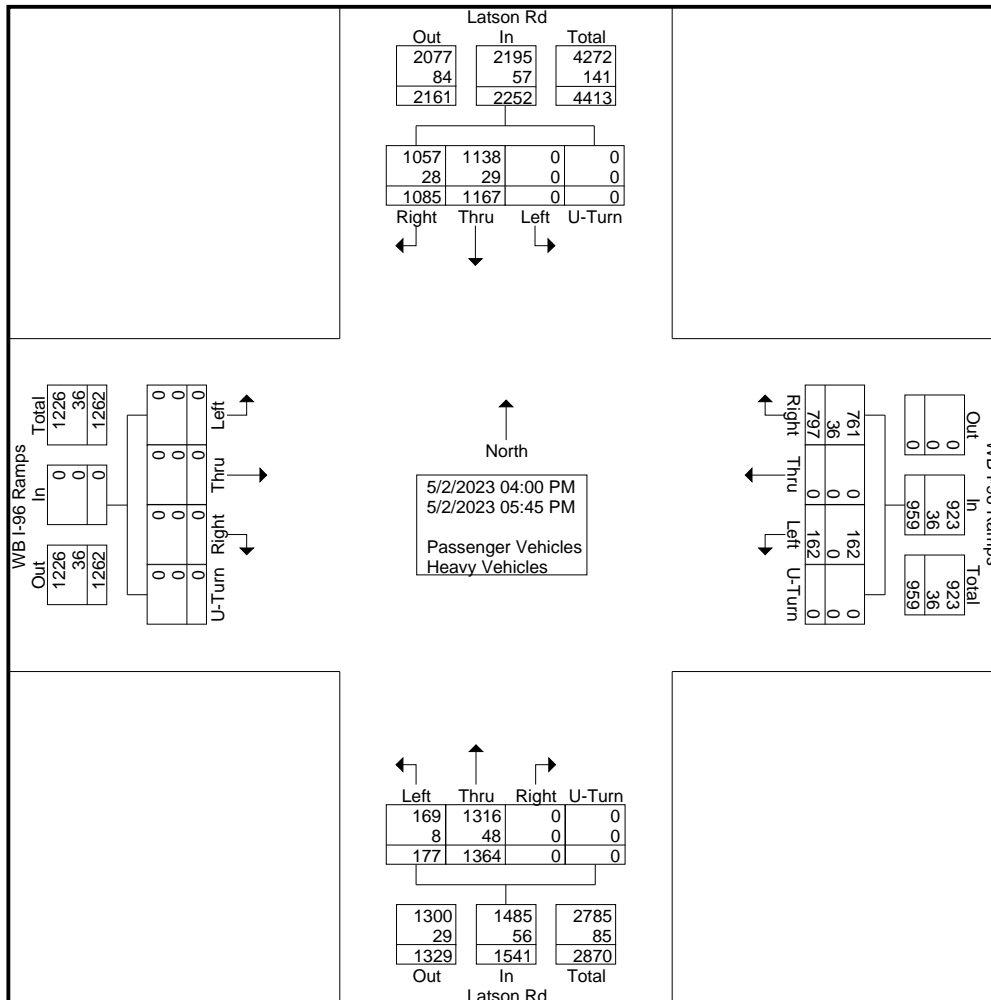 Latson Rd
Out In Total
2077 2195 4272
84 57 141
2161 2252 4413
1057 1138 0 0
28 29 0 0
1085 1167 0 0
Right Thru Left U-Turn
WB I-96 Ramps
Total In Out
1226 0 1226
36 0 36
1262 0 1262
0 0 0 0
0 0 0 0
0 0 0 0
Left Thru Right U-Turn
North
5/2/2023 04:00 PM
5/2/2023 05:45 PM
Passenger Vehicles
Heavy Vehicles
Right Thru Left U-Turn
761 0 162 0
36 0 0 0
797 0 162 0
WB Ramps
Out In Total
0 923 923
0 36 36
0 959 959
Left Thru Right U-Turn
169 1316 0 0
8 48 0 0
177 1364 0 0
1300 1485 2785
29 56 85
1329 1541 2870
Out In Total
Latson Rd